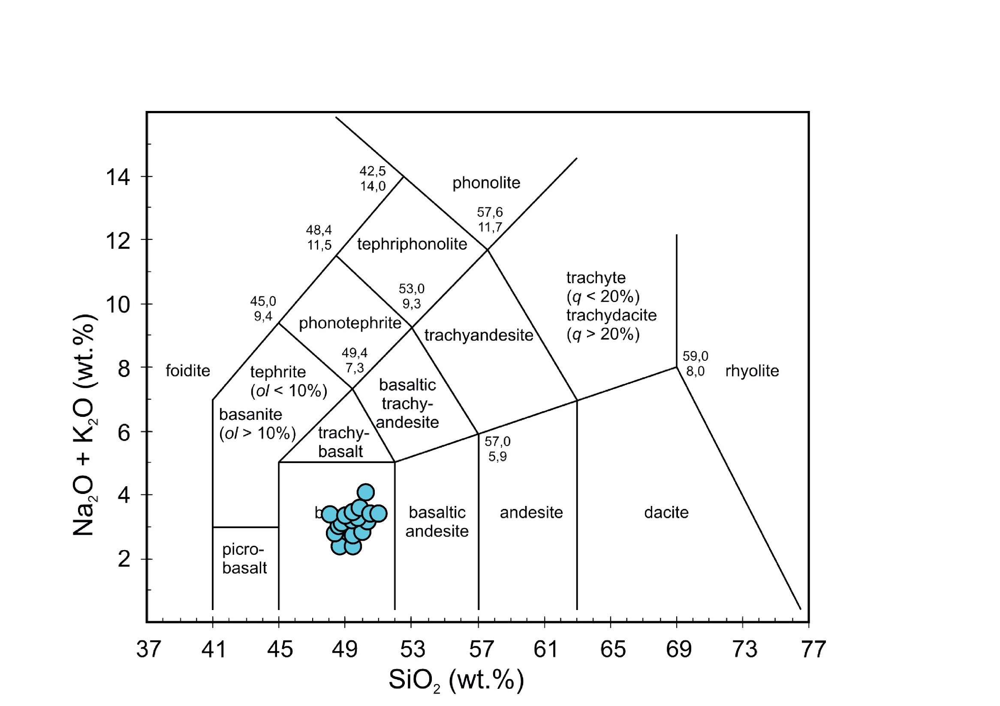 42,5
14,0
phonolite
14
57,6
11,7
48,4
11,5
tephriphonolite
12
trachyte
(q < 20%)
trachydacite
(q > 20%)
53,0
9,3
45,0
9,4
10
phonotephrite
trachyandesite
49,4
7,3
59,0
8,0
8
foidite
tephrite
(ol < 10%)
rhyolite
basaltic
trachy-
andesite
basanite
(ol > 10%)
6
trachy-
basalt
57,0
5,9
4
basaltic
andesite
andesite
dacite
2
picro-
basalt
Na₂O + K₂O (wt.%)
37 41 45 49 53 57 61 65 69 73 77
SiO₂ (wt.%)